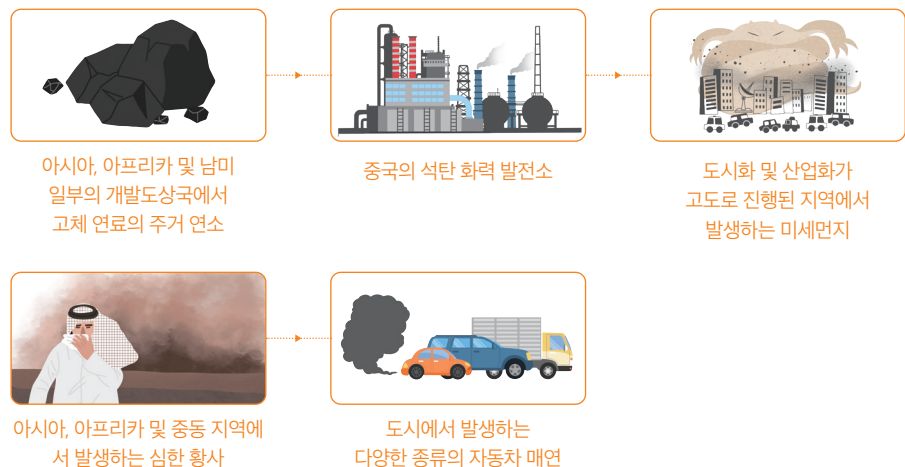 아시아, 아프리카 및 남미
일부의 개발도상국에서
고체 연료의 주거 연소
중국의 석탄 화력 발전소
도시화 및 산업화가
고도로 진행된 지역에서
발생하는 미세먼지
아시아, 아프리카 및 중동 지역에
서 발생하는 심한 황사
도시에서 발생하는
다양한 종류의 자동차 매연